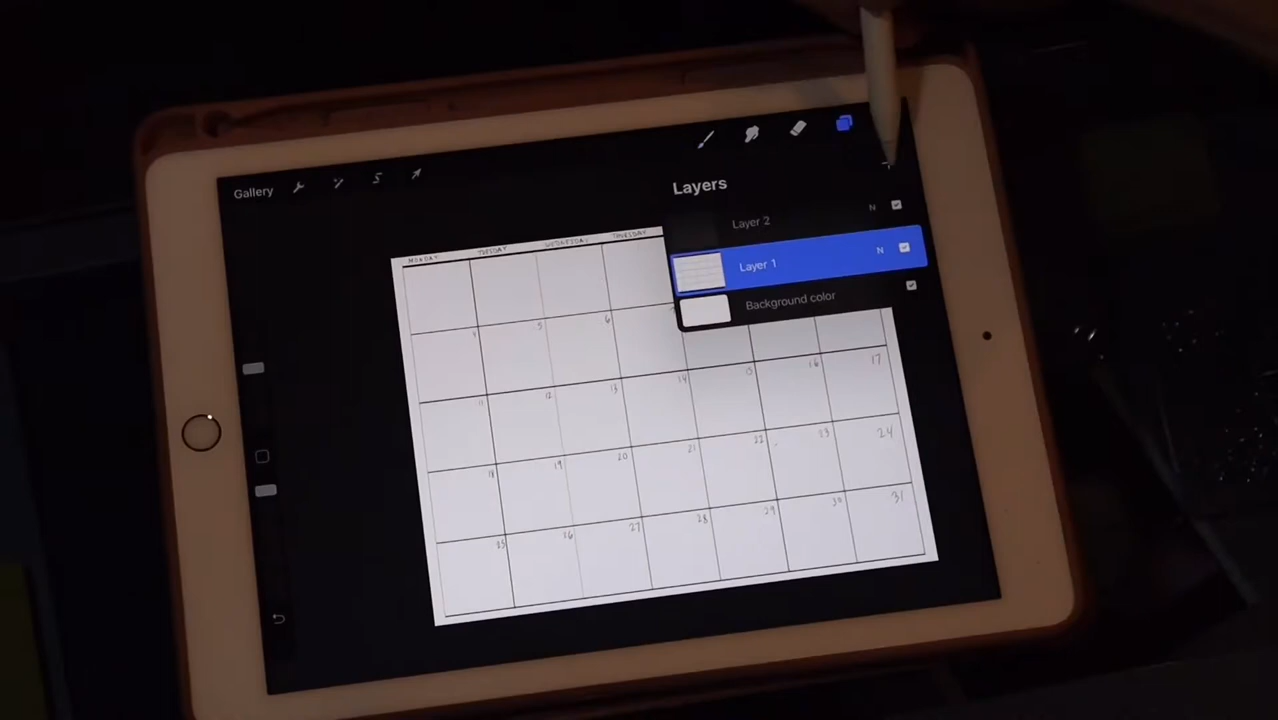 Gallery
Layers
Layer 2 N
Layer 1 N
Background color
MONDAY TUESDAY WEDNESDAY THURSDAY
4 5 6
11 12 13 14 16 17
18 19 20 21 22 23 24
25 26 27 28 29 30 31